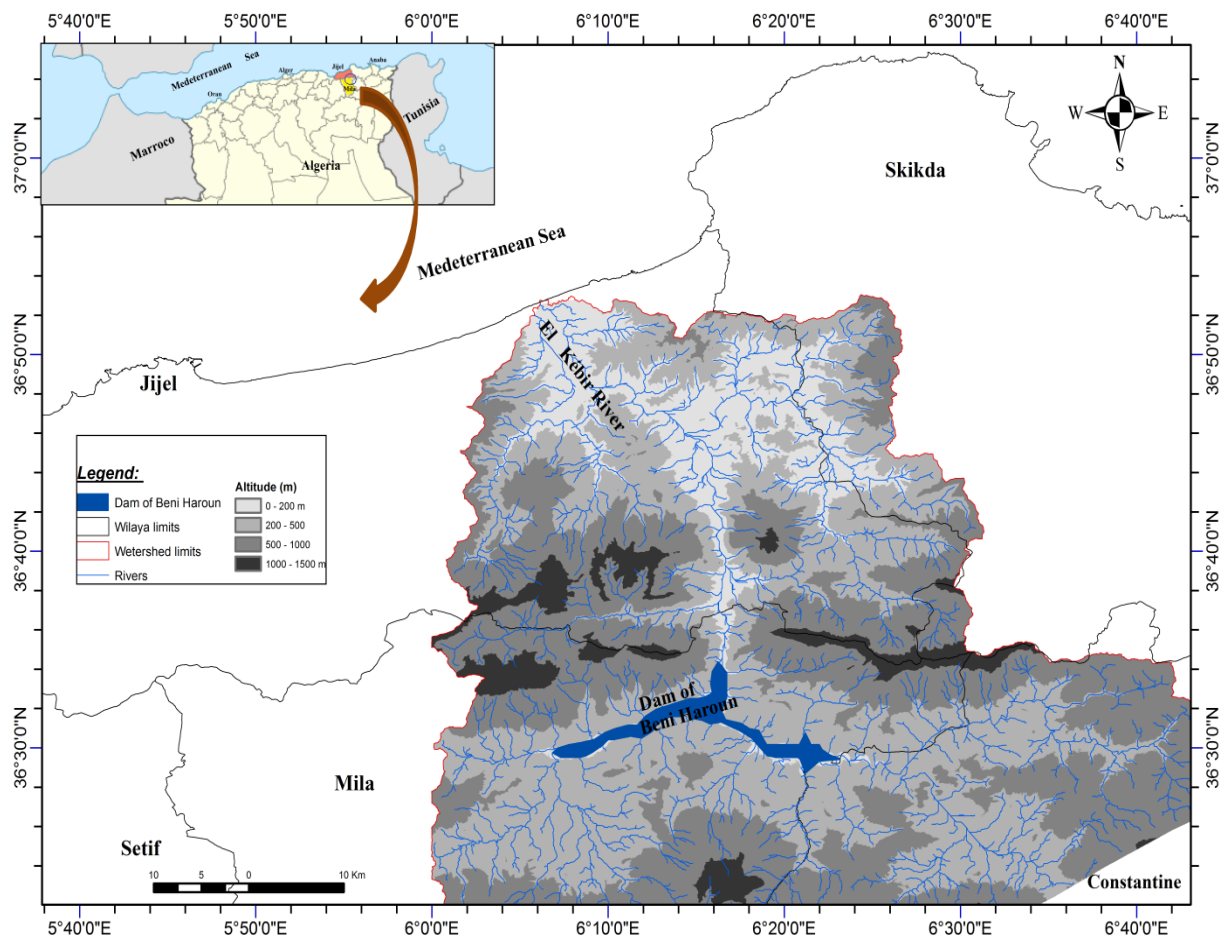 5°40'0"E 5°50'0"E 6°0'0"E 6°10'0"E 6°20'0"E 6°30'0"E 6°40'0"E
Medeterranean Sea
Oran
Alger
Jijel
Anaba
Mila
Marroco
Algeria
Tunisia
N
W E
S
37°0'0"N
37°0'0"N
Skikda
Medeterranean Sea
36°50'0"N
36°50'0"N
Jijel
El Kébir River
Legend:
Dam of Beni Haroun
Wilaya limits
Wetershed limits
Rivers
Altitude (m)
0 - 200 m
200 - 500
500 - 1000
1000 - 1500 m
36°40'0"N
36°40'0"N
Dam of
Beni Haroun
36°30'0"N
36°30'0"N
Mila
Setif
10 5 0 10 Km
Constantine
5°40'0"E 5°50'0"E 6°0'0"E 6°10'0"E 6°20'0"E 6°30'0"E 6°40'0"E